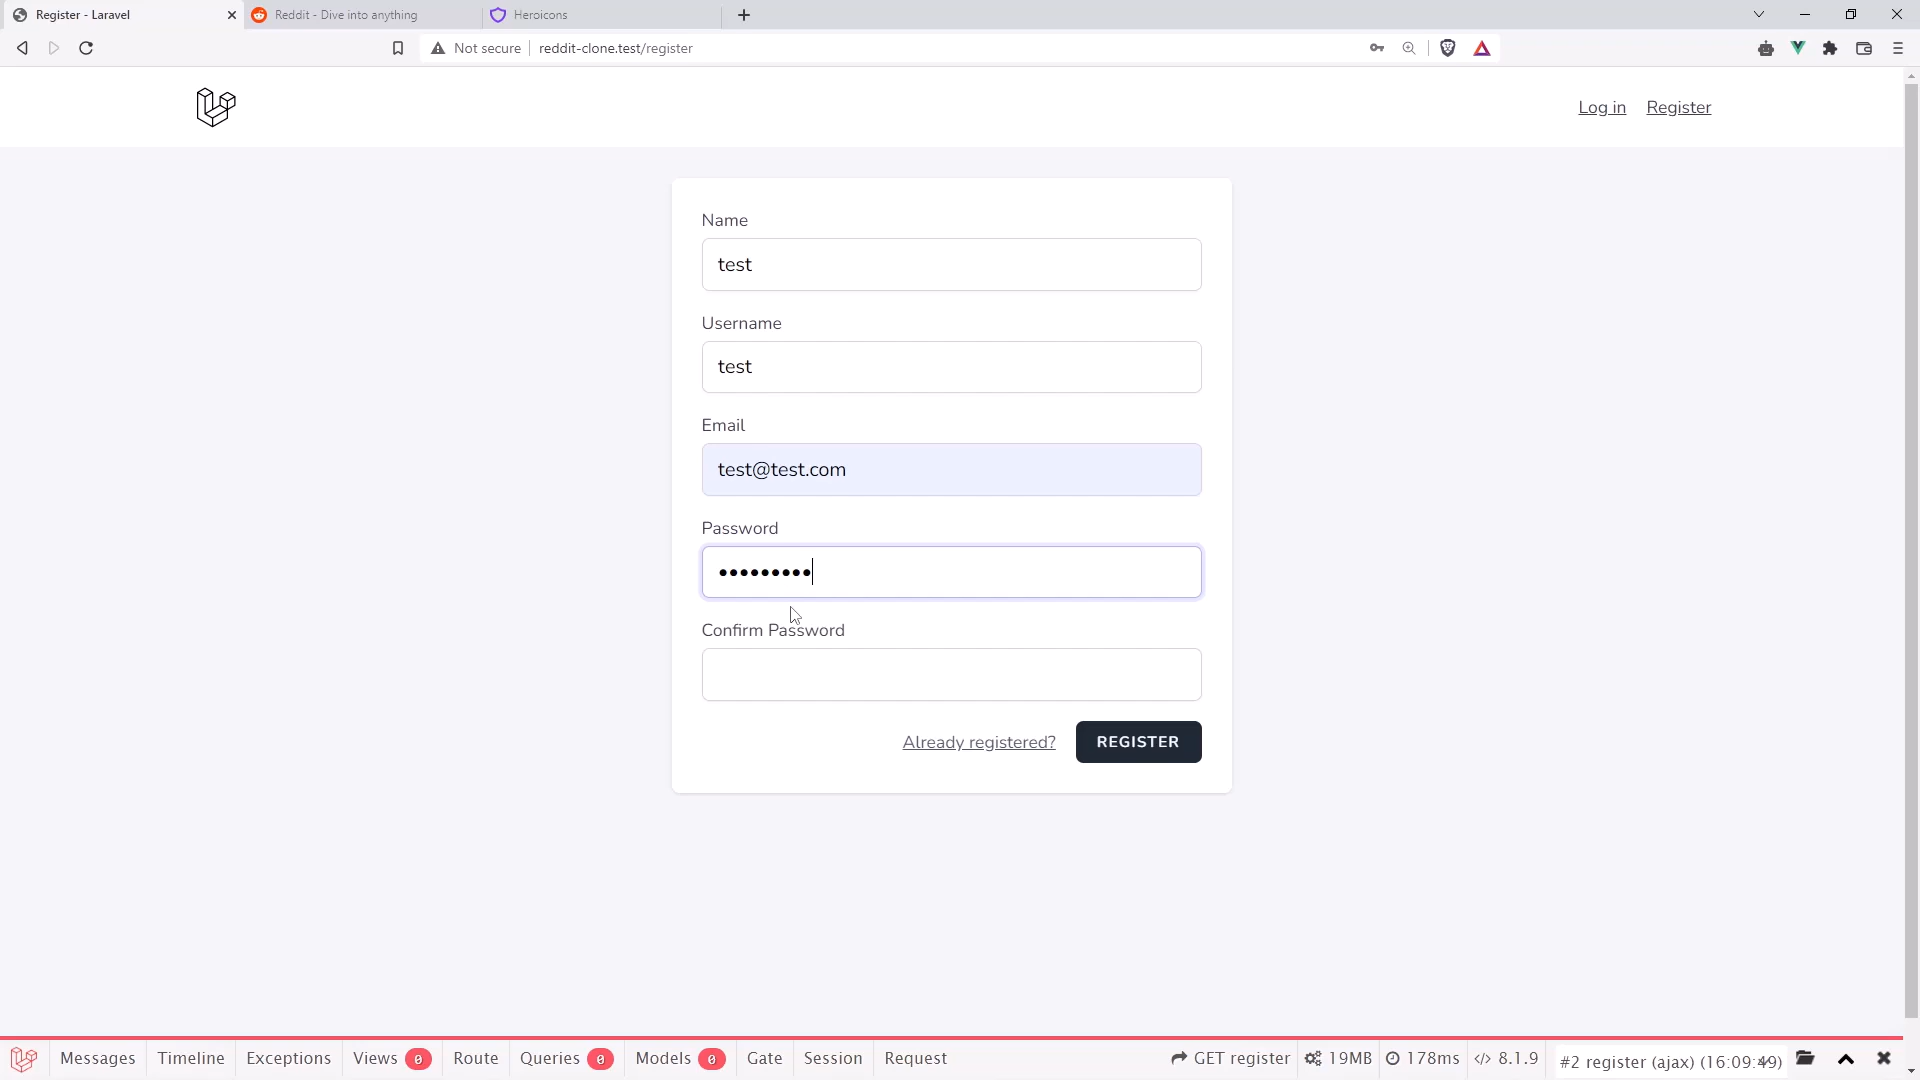 Register - Laravel
Reddit - Dive into anything
Heroicons
Not secure
reddit-clone.test/register
Log in
Register
Name
test
Username
test
Email
test@test.com
Password
•••••••••
Confirm Password
Already registered?
REGISTER
Messages
Timeline
Exceptions
Views 0
Route
Queries 0
Models 0
Gate
Session
Request
GET register
19MB
178ms
</> 8.1.9
#2 register (ajax) (16:09:49)